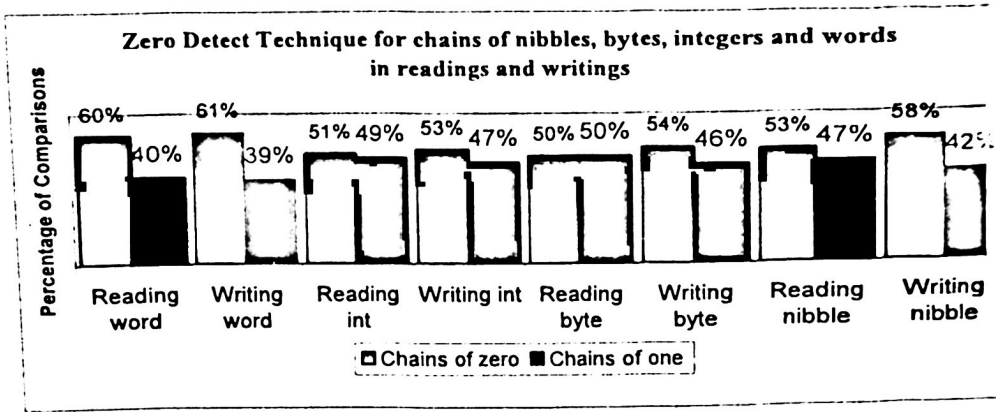 Zero Detect Technique for chains of nibbles, bytes, integers and words
in readings and writings
Percentage of Comparisons
60% 40% 61% 39% 51% 49% 53% 47% 50% 50% 54% 46% 53% 47% 58% 42%
Reading word
Writing word
Reading int
Writing int
Reading byte
Writing byte
Reading nibble
Writing nibble
Chains of zero Chains of one